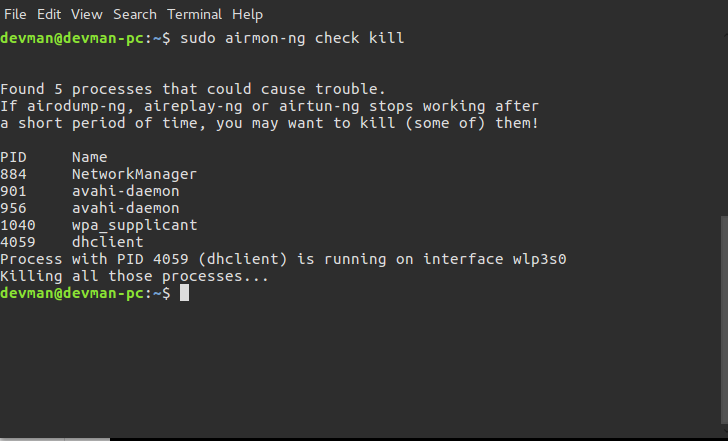 File Edit View Search Terminal Help
devman@devman-pc:~$ sudo airmon-ng check kill
Found 5 processes that could cause trouble.
If airodump-ng, aireplay-ng or airtun-ng stops working after
a short period of time, you may want to kill (some of) them!
PID Name
884 NetworkManager
901 avahi-daemon
956 avahi-daemon
1040 wpa_supplicant
4059 dhclient
Process with PID 4059 (dhclient) is running on interface wlp3s0
Killing all those processes...
devman@devman-pc:~$